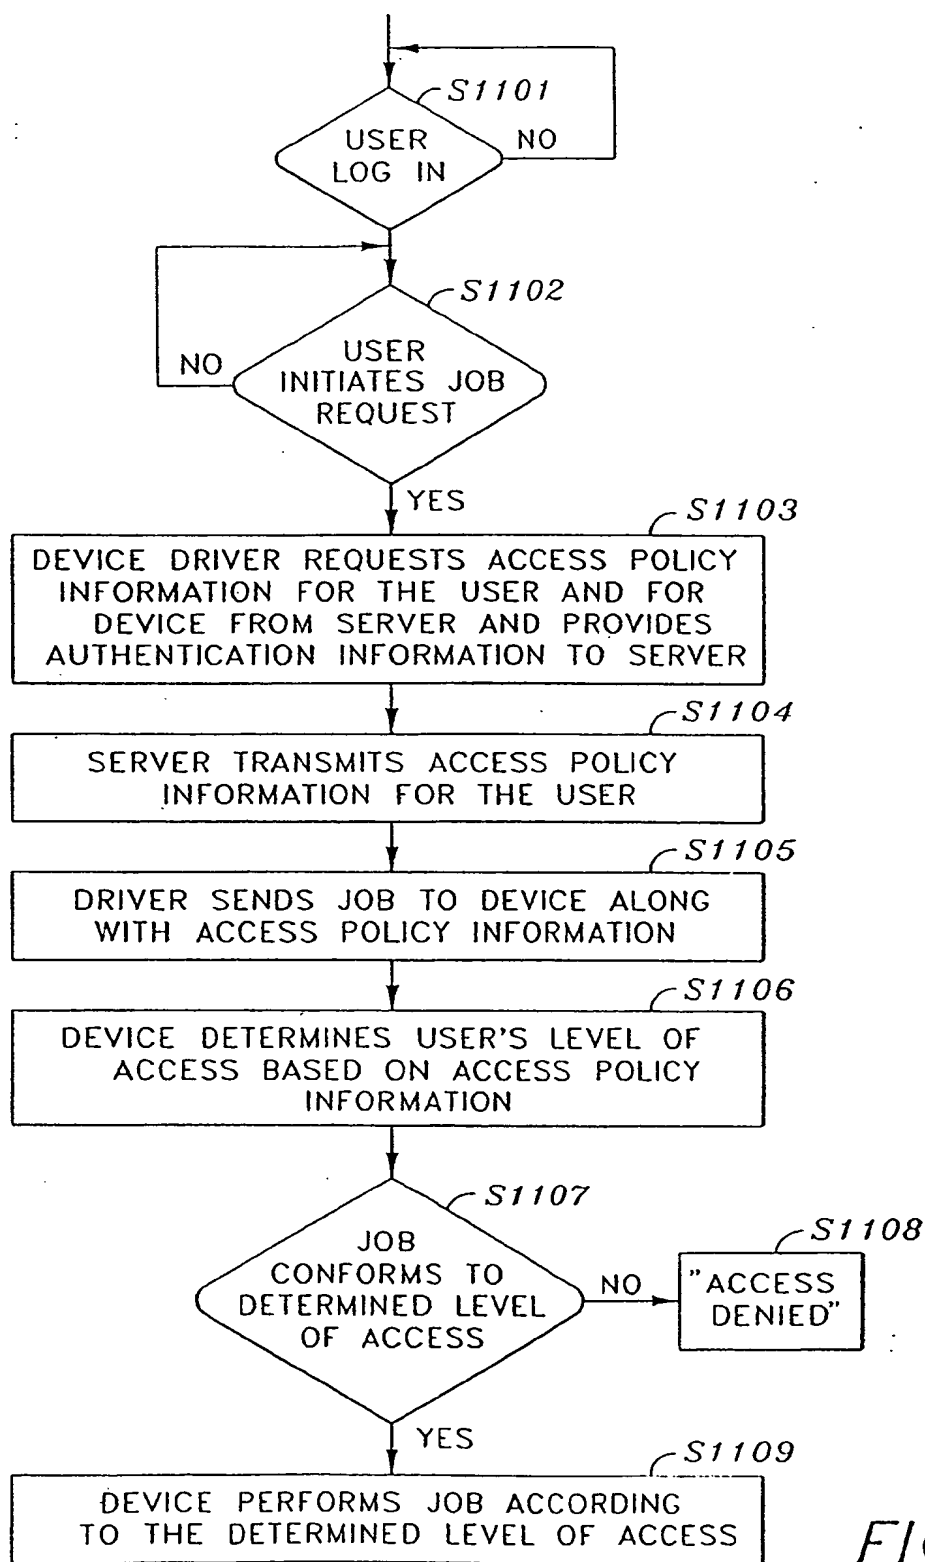 S1101
USER
LOG IN
NO
S1102
USER
INITIATES JOB
REQUEST
NO
YES
S1103
DEVICE DRIVER REQUESTS ACCESS POLICY
INFORMATION FOR THE USER AND FOR
DEVICE FROM SERVER AND PROVIDES
AUTHENTICATION INFORMATION TO SERVER
S1104
SERVER TRANSMITS ACCESS POLICY
INFORMATION FOR THE USER
S1105
DRIVER SENDS JOB TO DEVICE ALONG
WITH ACCESS POLICY INFORMATION
S1106
DEVICE DETERMINES USER'S LEVEL OF
ACCESS BASED ON ACCESS POLICY
INFORMATION
S1107
JOB
CONFORMS TO
DETERMINED LEVEL
OF ACCESS
NO
S1108
"ACCESS
DENIED"
YES
S1109
DEVICE PERFORMS JOB ACCORDING
TO THE DETERMINED LEVEL OF ACCESS